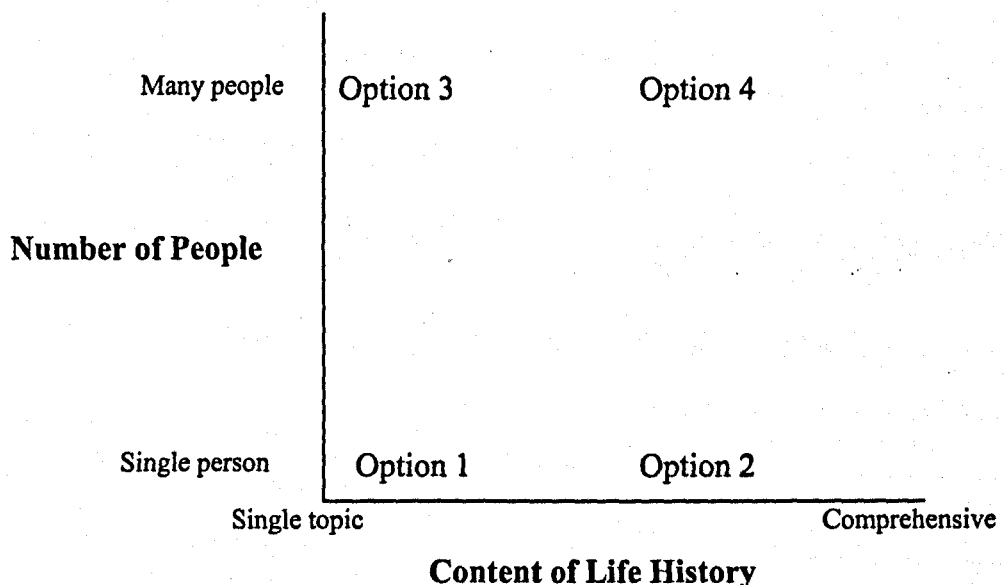 Many people Option 3 Option 4
Number of People
Single person Option 1 Option 2
Single topic Comprehensive
Content of Life History